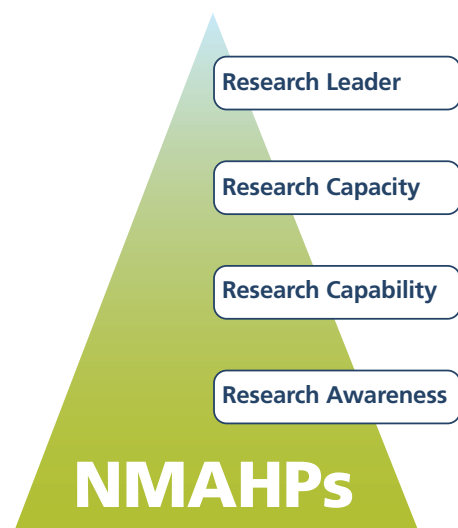 Research Leader
Research Capacity
Research Capability
Research Awareness
NMAHPs